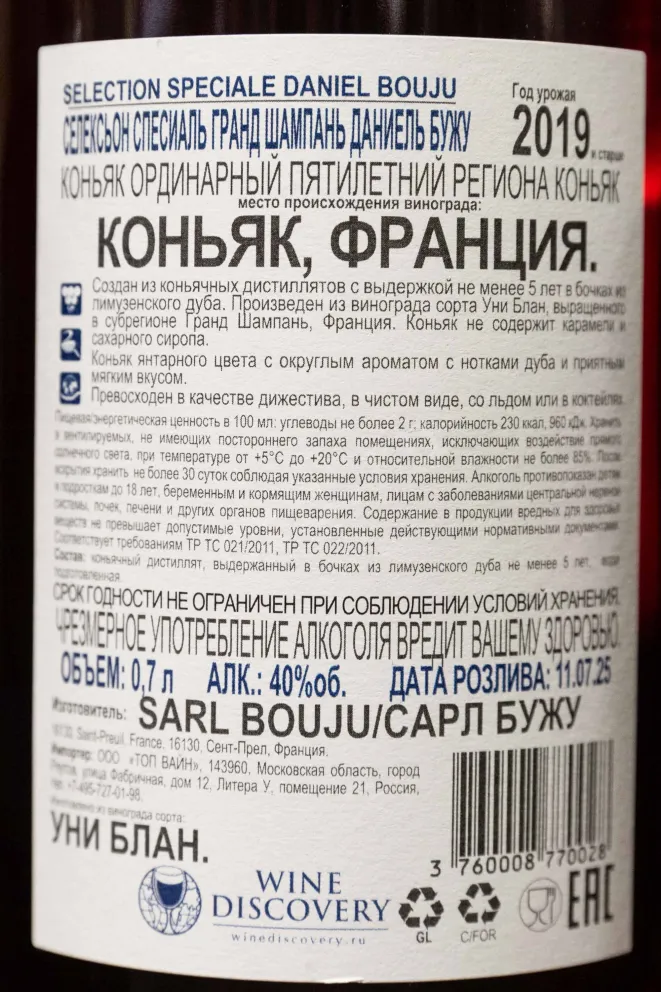 SELECTION SPECIALE DANIEL BOUJU
Год урожая
СЕЛЕКСЬОН СПЕСИАЛЬ ГРАНД ШАМПАНЬ ДАНИЕЛЬ БУЖУ
2019 и старше
КОНЬЯК ОРДИНАРНЫЙ ПЯТИЛЕТНИЙ РЕГИОНА КОНЬЯК
место происхождения винограда:
КОНЬЯК, ФРАНЦИЯ.
Создан из коньячных дистиллятов с выдержкой не менее 5 лет в бочках из
лимузенского дуба. Произведен из винограда сорта Уни Блан, выращенного
в субрегионе Гранд Шампань, Франция. Коньяк не содержит карамели и
сахарного сиропа.
Коньяк янтарного цвета с округлым ароматом с нотками дуба и приятным
мягким вкусом.
Превосходен в качестве дижестива, в чистом виде, со льдом или в коктейлях.
Пищевая/энергетическая ценность в 100 мл: углеводы не более 2 г; калорийность 230 ккал, 960 кДж. Хранить
в вентилируемых, не имеющих постороннего запаха помещениях, исключающих воздействие прямого
солнечного света, при температуре от +5°С до +20°С и относительной влажности не более 85%. После
вскрытия хранить не более 30 суток соблюдая указанные условия хранения. Алкоголь противопоказан детям
и подросткам до 18 лет, беременным и кормящим женщинам, лицам с заболеваниями центральной нервной
системы, почек, печени и других органов пищеварения. Содержание в продукции вредных для здоровья
веществ не превышает допустимые уровни, установленные действующими нормативными документами.
Соответствует требованиям ТР ТС 021/2011, ТР ТС 022/2011.
Состав: коньячный дистиллят, выдержанный в бочках из лимузенского дуба не менее 5 лет, вода
подготовленная.
СРОК ГОДНОСТИ НЕ ОГРАНИЧЕН ПРИ СОБЛЮДЕНИИ УСЛОВИЙ ХРАНЕНИЯ.
ЧРЕЗМЕРНОЕ УПОТРЕБЛЕНИЕ АЛКОГОЛЯ ВРЕДИТ ВАШЕМУ ЗДОРОВЬЮ.
ОБЪЕМ: 0,7 л АЛК.: 40%об. ДАТА РОЗЛИВА: 11.07.25
Изготовитель: SARL BOUJU/САРЛ БУЖУ
16130, Saint-Preuil, France, 16130, Сент-Прел, Франция.
Импортер: ООО «ТОП ВАЙН», 143960, Московская область, город
Реутов, улица Фабричная, дом 12, Литера У, помещение 21, Россия,
тер. +7-495-727-01-98.
Изготовлено из винограда сорта:
УНИ БЛАН.
3 760008 770028
WINE
DISCOVERY
winediscovery.ru
GL
C/FOR
EAC